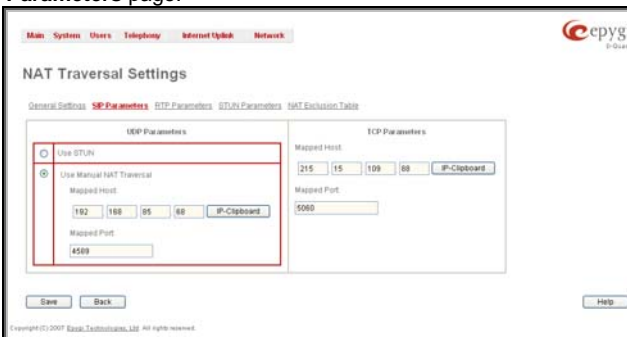 Parameters page.
Main System Users Telephony Internet Uplink Network
epyg
NAT Traversal Settings
General Settings SIP Parameters RTP Parameters STUN Parameters NAT Exclusion Table
UDP Parameters
Use STUN
Use Manual NAT Traversal
Mapped Host:
192 168 85 68 IP-Clipboard
Mapped Port:
4589
TCP Parameters
Mapped Host:
215 15 109 88 IP-Clipboard
Mapped Port:
5060
Save Back Help
Copyright (C) 2007 Epygi Technologies, Ltd. All rights reserved.